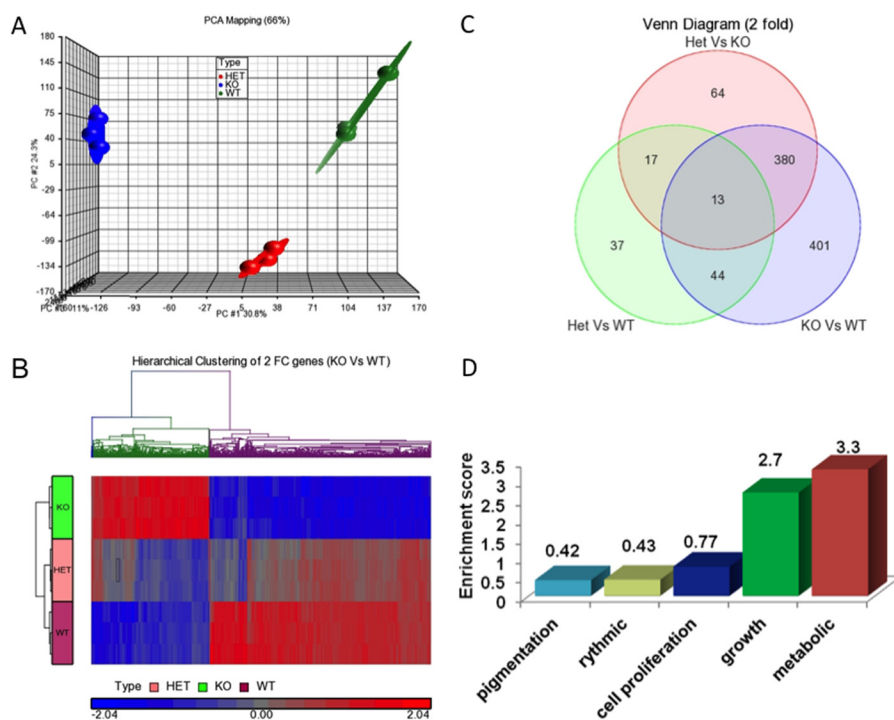 A
PCA Mapping (66%)
Type
HET
KO
WT
180
145
110
75
40
5
-29
-64
-99
-134
-170
PC #2 24.3%
-126
-93
-60
-27
5
38
71
104
137
170
PC #1 30.8%
C
Venn Diagram (2 fold)
Het Vs KO
64
17
380
13
37
401
44
Het Vs WT
KO Vs WT
B
Hierarchical Clustering of 2 FC genes (KO Vs WT)
KO
HET
WT
Type HET KO WT
-2.04 0.00 2.04
D
Enrichment score
3.5
3
2.5
2
1.5
1
0.5
0
0.42
0.43
0.77
2.7
3.3
pigmentation
rythmic
cell proliferation
growth
metabolic